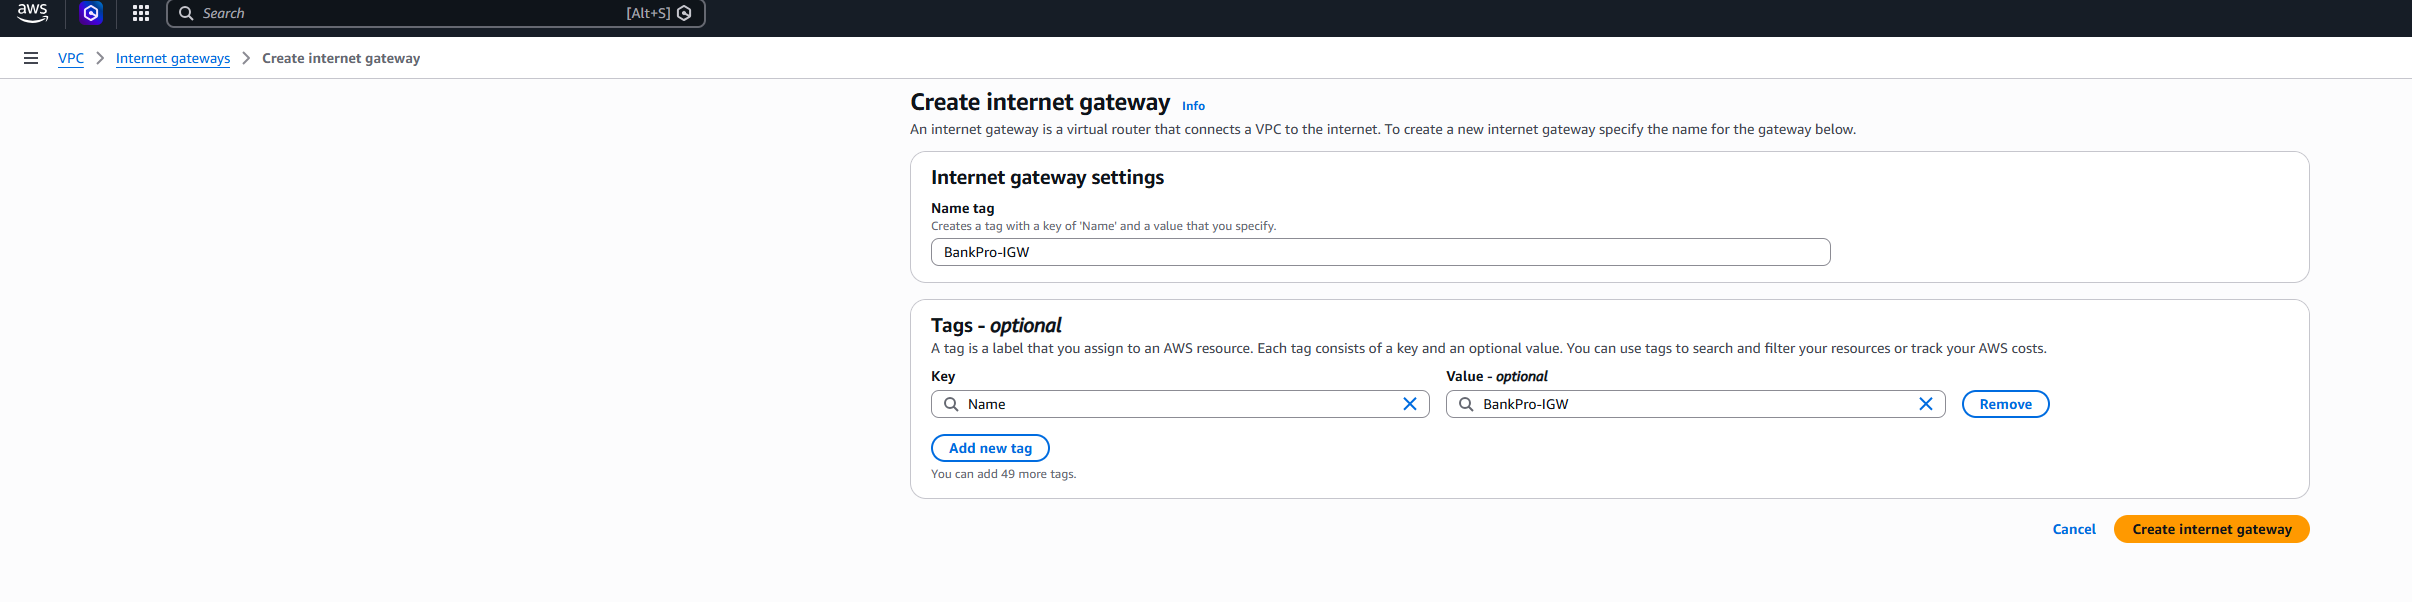 aws
Search [Alt+S]
VPC Internet gateways Create internet gateway
Create internet gateway Info
An internet gateway is a virtual router that connects a VPC to the internet. To create a new internet gateway specify the name for the gateway below.
Internet gateway settings
Name tag
Creates a tag with a key of 'Name' and a value that you specify.
BankPro-IGW
Tags - optional
A tag is a label that you assign to an AWS resource. Each tag consists of a key and an optional value. You can use tags to search and filter your resources or track your AWS costs.
Key Value - optional
Name BankPro-IGW Remove
Add new tag
You can add 49 more tags.
Cancel Create internet gateway